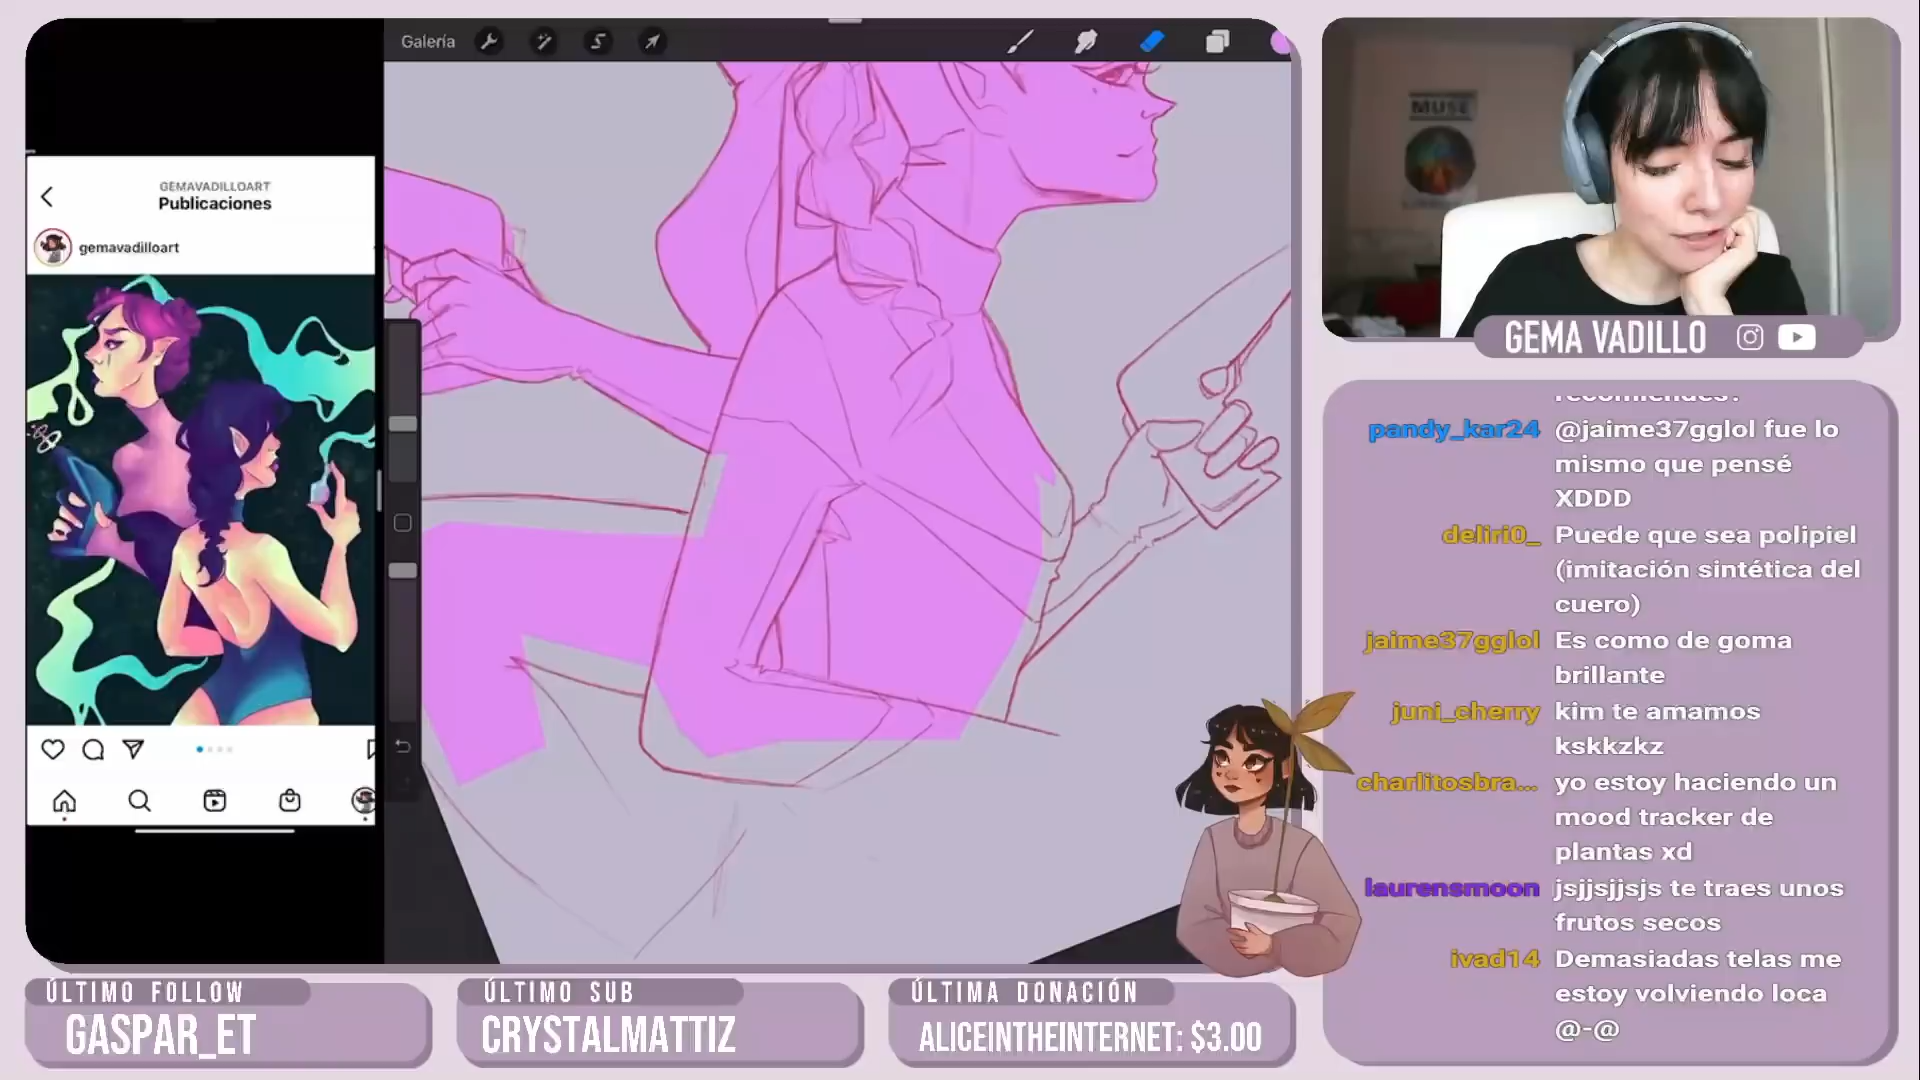 Galería
GEMAVADILLOART
Publicaciones
gemavadilloart
MUSE
GEMA VADILLO
pandy_kar24 @jaime37gglol fue lo
mismo que pensé
XDDD
deliri0_ Puede que sea polipiel
(imitación sintética del
cuero)
jaime37gglol Es como de goma
brillante
juni_cherry kim te amamos
kskkzkz
charlitosbra... yo estoy haciendo un
mood tracker de
plantas xd
laurensmoon jsjjsjjsjs te traes unos
frutos secos
ivad14 Demasiadas telas me
estoy volviendo loca
@-@
ÚLTIMO FOLLOW
GASPAR_ET
ÚLTIMO SUB
CRYSTALMATTIZ
ÚLTIMA DONACIÓN
ALICEINTHEINTERNET: $3.00